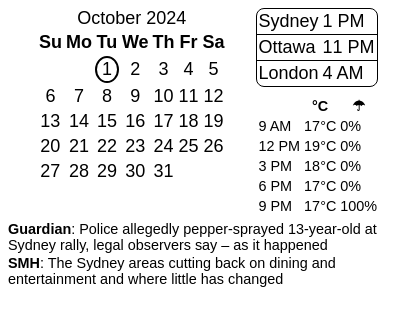 October 2024
Su Mo Tu We Th Fr Sa
1 2 3 4 5
6 7 8 9 10 11 12
13 14 15 16 17 18 19
20 21 22 23 24 25 26
27 28 29 30 31
Sydney 1 PM
Ottawa 11 PM
London 4 AM
°C ☂
9 AM 17°C 0%
12 PM 19°C 0%
3 PM 18°C 0%
6 PM 17°C 0%
9 PM 17°C 100%
Guardian: Police allegedly pepper-sprayed 13-year-old at
Sydney rally, legal observers say – as it happened
SMH: The Sydney areas cutting back on dining and
entertainment and where little has changed